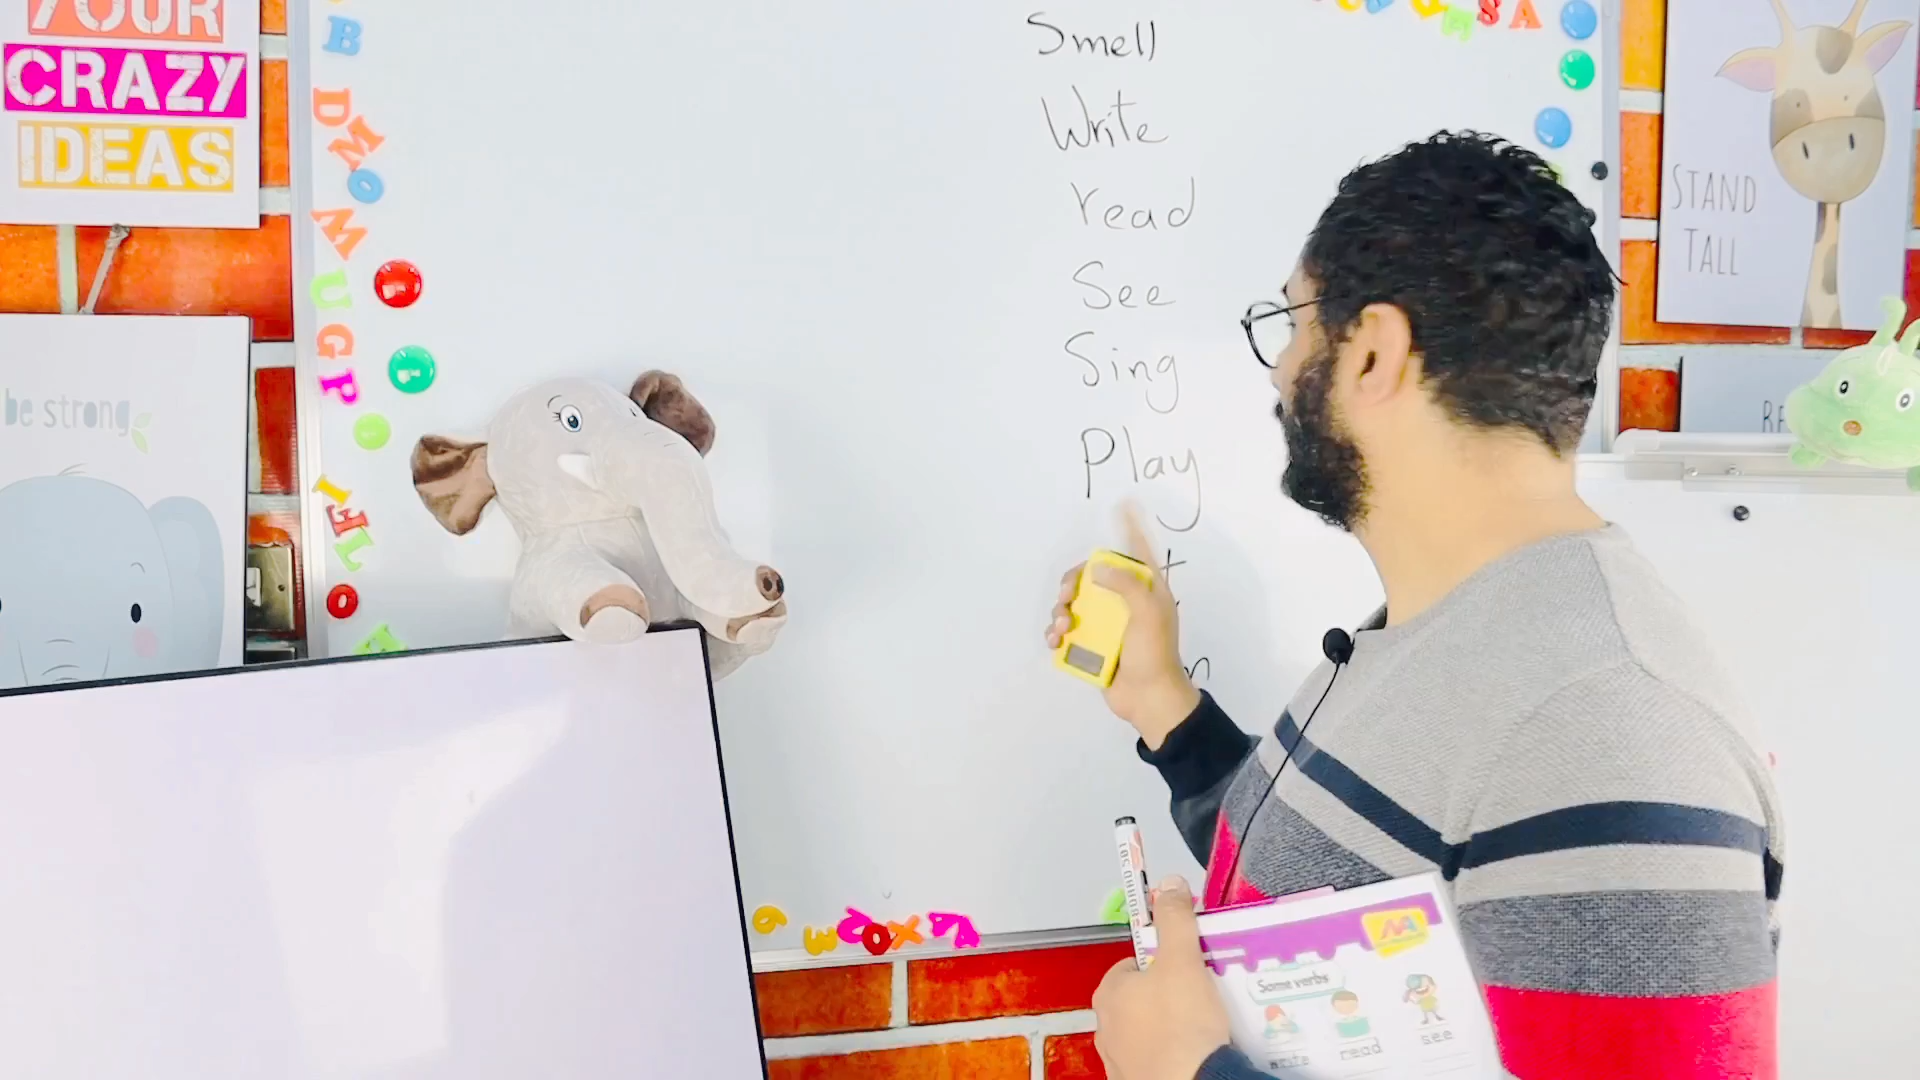 YOUR
CRAZY
IDEAS
be strong
Smell
Write
read
See
Sing
Play
STAND
TALL
Some verbs
write
read
see